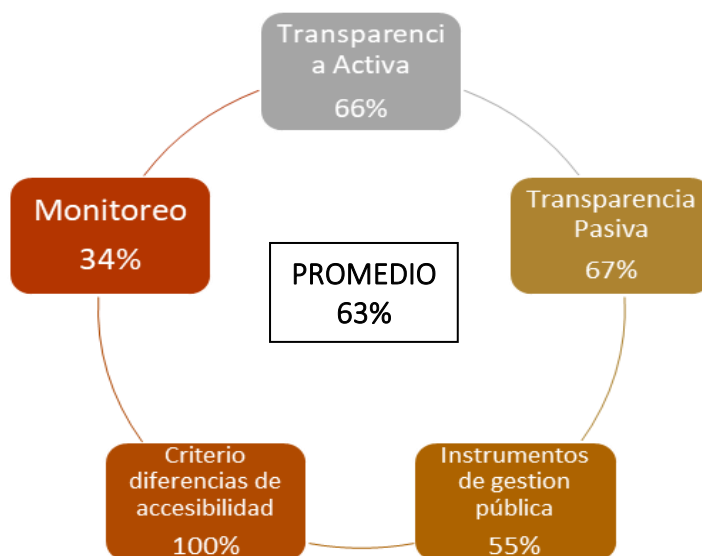 Transparenci
a Activa
66%
Transparencia
Pasiva
67%
Monitoreo
34%
PROMEDIO
63%
Criterio
diferencias de
accesibilidad
100%
Instrumentos
de gestion
pública
55%